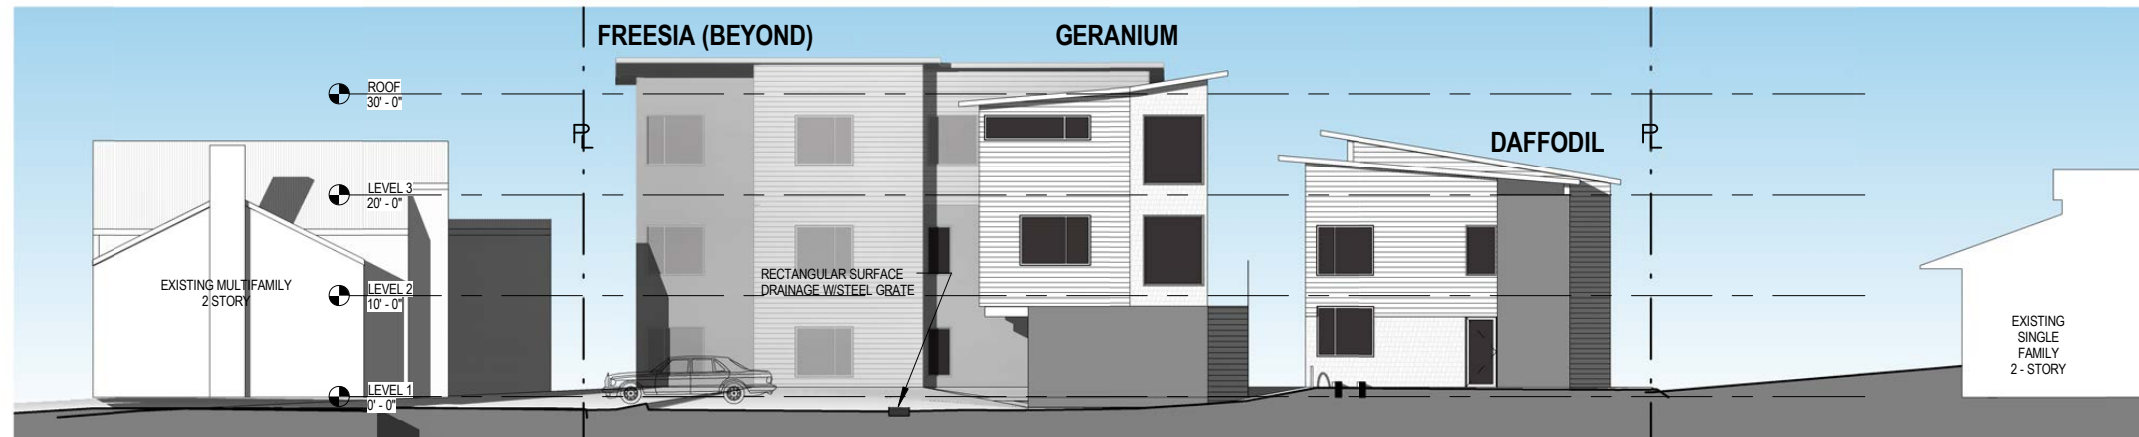 FREESIA (BEYOND)
GERANIUM
ROOF
30' - 0"
PL
DAFFODIL
PL
LEVEL 3
20' - 0"
RECTANGULAR SURFACE
DRAINAGE W/STEEL GRATE
EXISTING MULTIFAMILY
2 STORY
LEVEL 2
10' - 0"
EXISTING
SINGLE
FAMILY
2 - STORY
LEVEL 1
0' - 0"